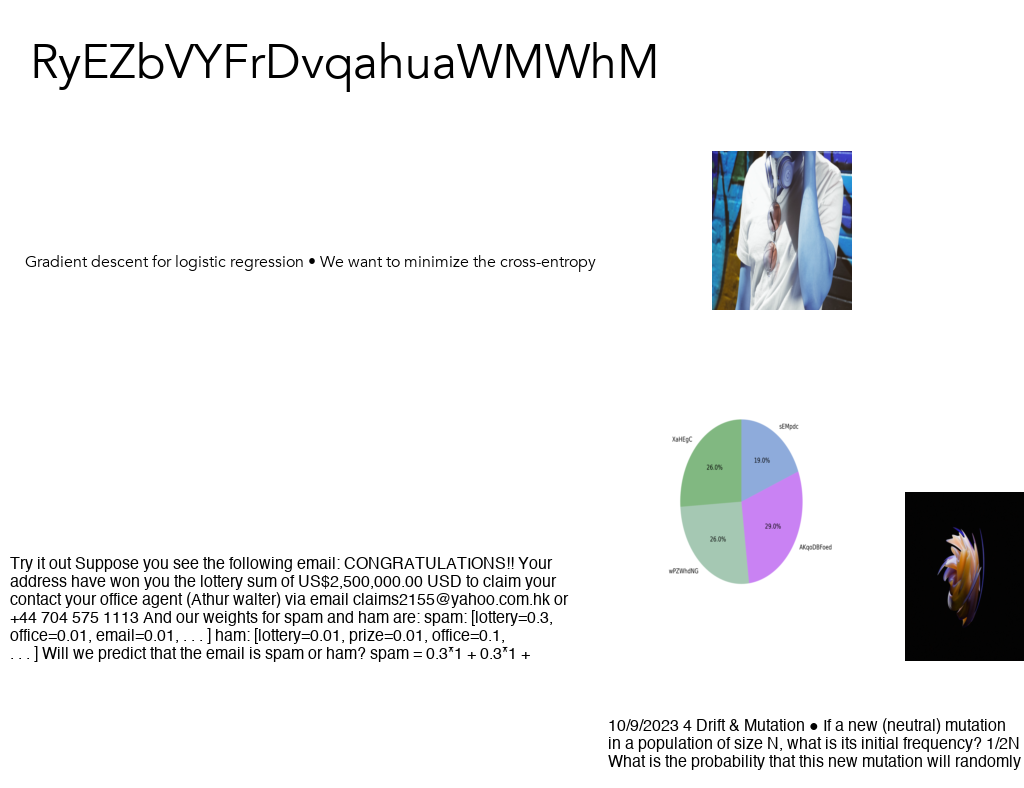 RyEZbVYFrDvqahuaWMWhM
Gradient descent for logistic regression • We want to minimize the cross-entropy
sEMpdc
XaHEgC
19.0%
26.0%
29.0%
26.0%
AKqoDBFoed
wPZWhdNG
Try it out Suppose you see the following email: CONGRATULATIONS!! Your
address have won you the lottery sum of US$2,500,000.00 USD to claim your
contact your office agent (Athur walter) via email claims2155@yahoo.com.hk or
+44 704 575 1113 And our weights for spam and ham are: spam: [lottery=0.3,
office=0.01, email=0.01, . . . ] ham: [lottery=0.01, prize=0.01, office=0.1,
. . . ] Will we predict that the email is spam or ham? spam = 0.3*1 + 0.3*1 +
10/9/2023 4 Drift & Mutation ● If a new (neutral) mutation
in a population of size N, what is its initial frequency? 1/2N
What is the probability that this new mutation will randomly